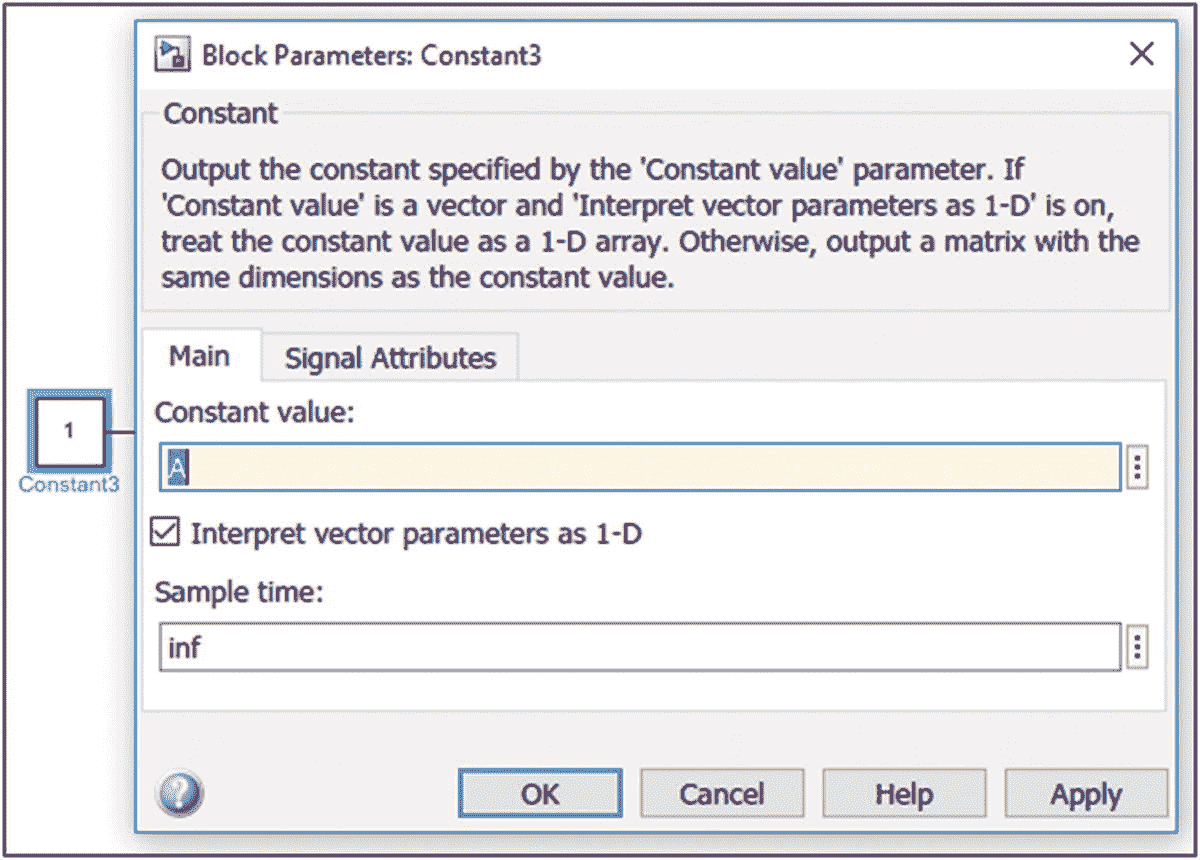 Block Parameters: Constant3
Constant
Output the constant specified by the 'Constant value' parameter. If
'Constant value' is a vector and 'Interpret vector parameters as 1-D' is on,
treat the constant value as a 1-D array. Otherwise, output a matrix with the
same dimensions as the constant value.
Main Signal Attributes
Constant value:
A
1
Constant3
Interpret vector parameters as 1-D
Sample time:
inf
? OK Cancel Help Apply